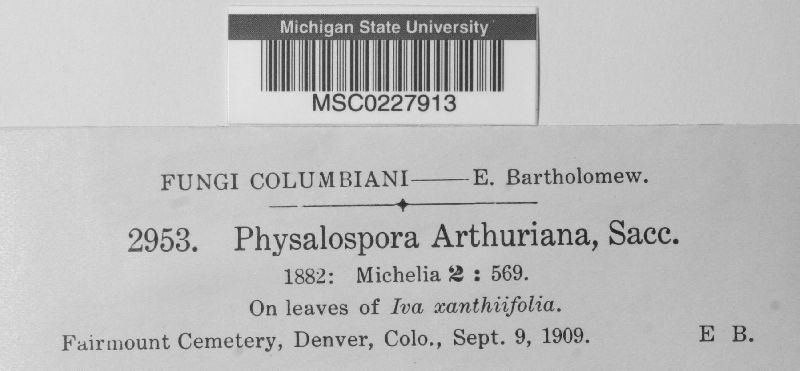 Michigan State University
MSC0227913
FUNGI COLUMBIANI——E. Bartholomew.
2953. Physalospora Arthuriana, Sacc.
1882: Michelia 2 : 569.
On leaves of Iva xanthiifolia.
Fairmount Cemetery, Denver, Colo., Sept. 9, 1909. E B.